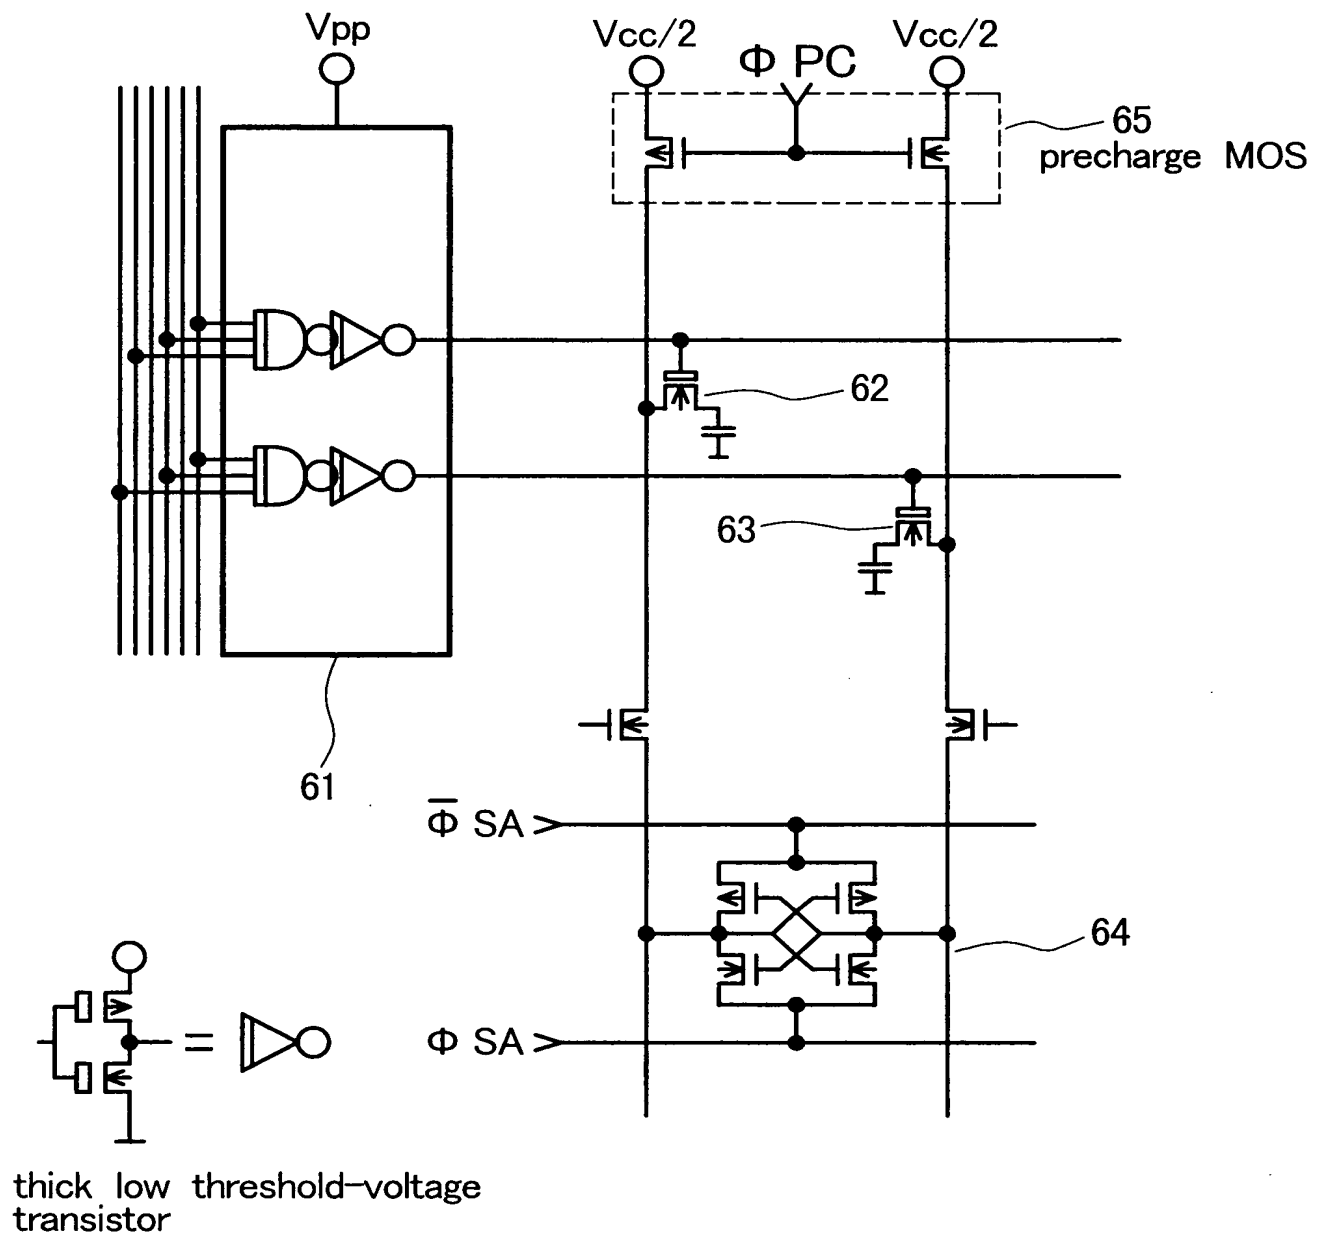 Vpp
Vcc/2
Vcc/2
Φ PC
65
precharge MOS
62
63
61
Φ̅ SA
64
=
Φ SA
thick low threshold-voltage
transistor